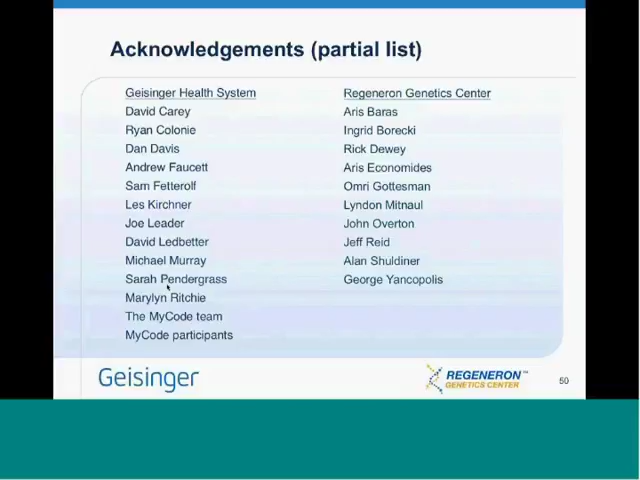 Acknowledgements (partial list)
Geisinger Health System
David Carey
Ryan Colonie
Dan Davis
Andrew Faucett
Sam Fetterolf
Les Kirchner
Joe Leader
David Ledbetter
Michael Murray
Sarah Pendergrass
Marylyn Ritchie
The MyCode team
MyCode participants
Regeneron Genetics Center
Aris Baras
Ingrid Borecki
Rick Dewey
Aris Economides
Omri Gottesman
Lyndon Mitnaul
John Overton
Jeff Reid
Alan Shuldiner
George Yancopolis
Geisinger
REGENERON™
GENETICS CENTER
50